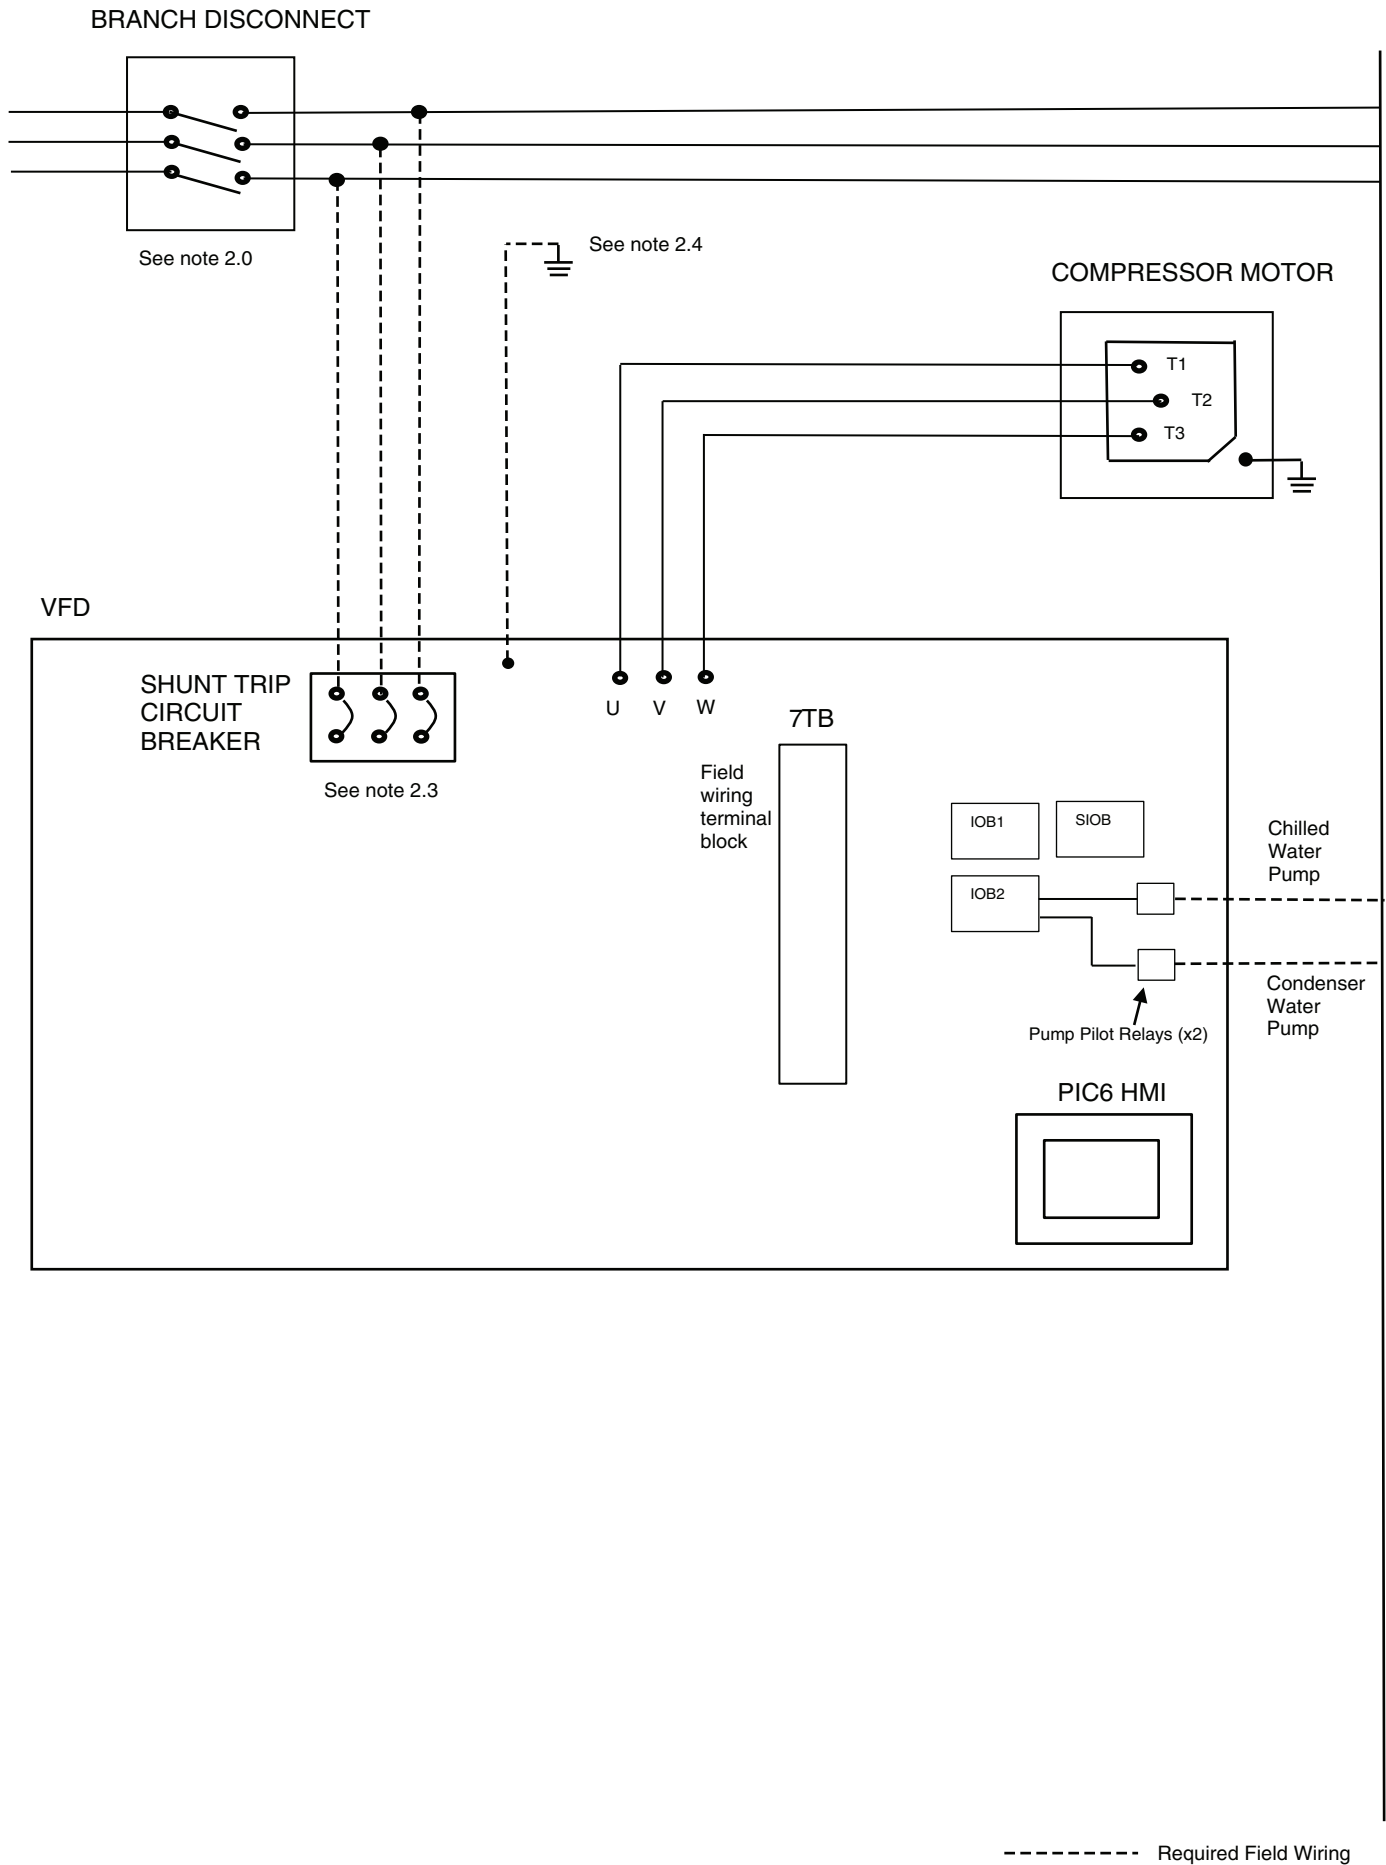 BRANCH DISCONNECT
See note 2.0
See note 2.4
COMPRESSOR MOTOR
T1
T2
T3
VFD
SHUNT TRIP
CIRCUIT
BREAKER
See note 2.3
U
V
W
7TB
Field
wiring
terminal
block
IOB1
SIOB
IOB2
Chilled
Water
Pump
Condenser
Water
Pump
Pump Pilot Relays (x2)
PIC6 HMI
Required Field Wiring